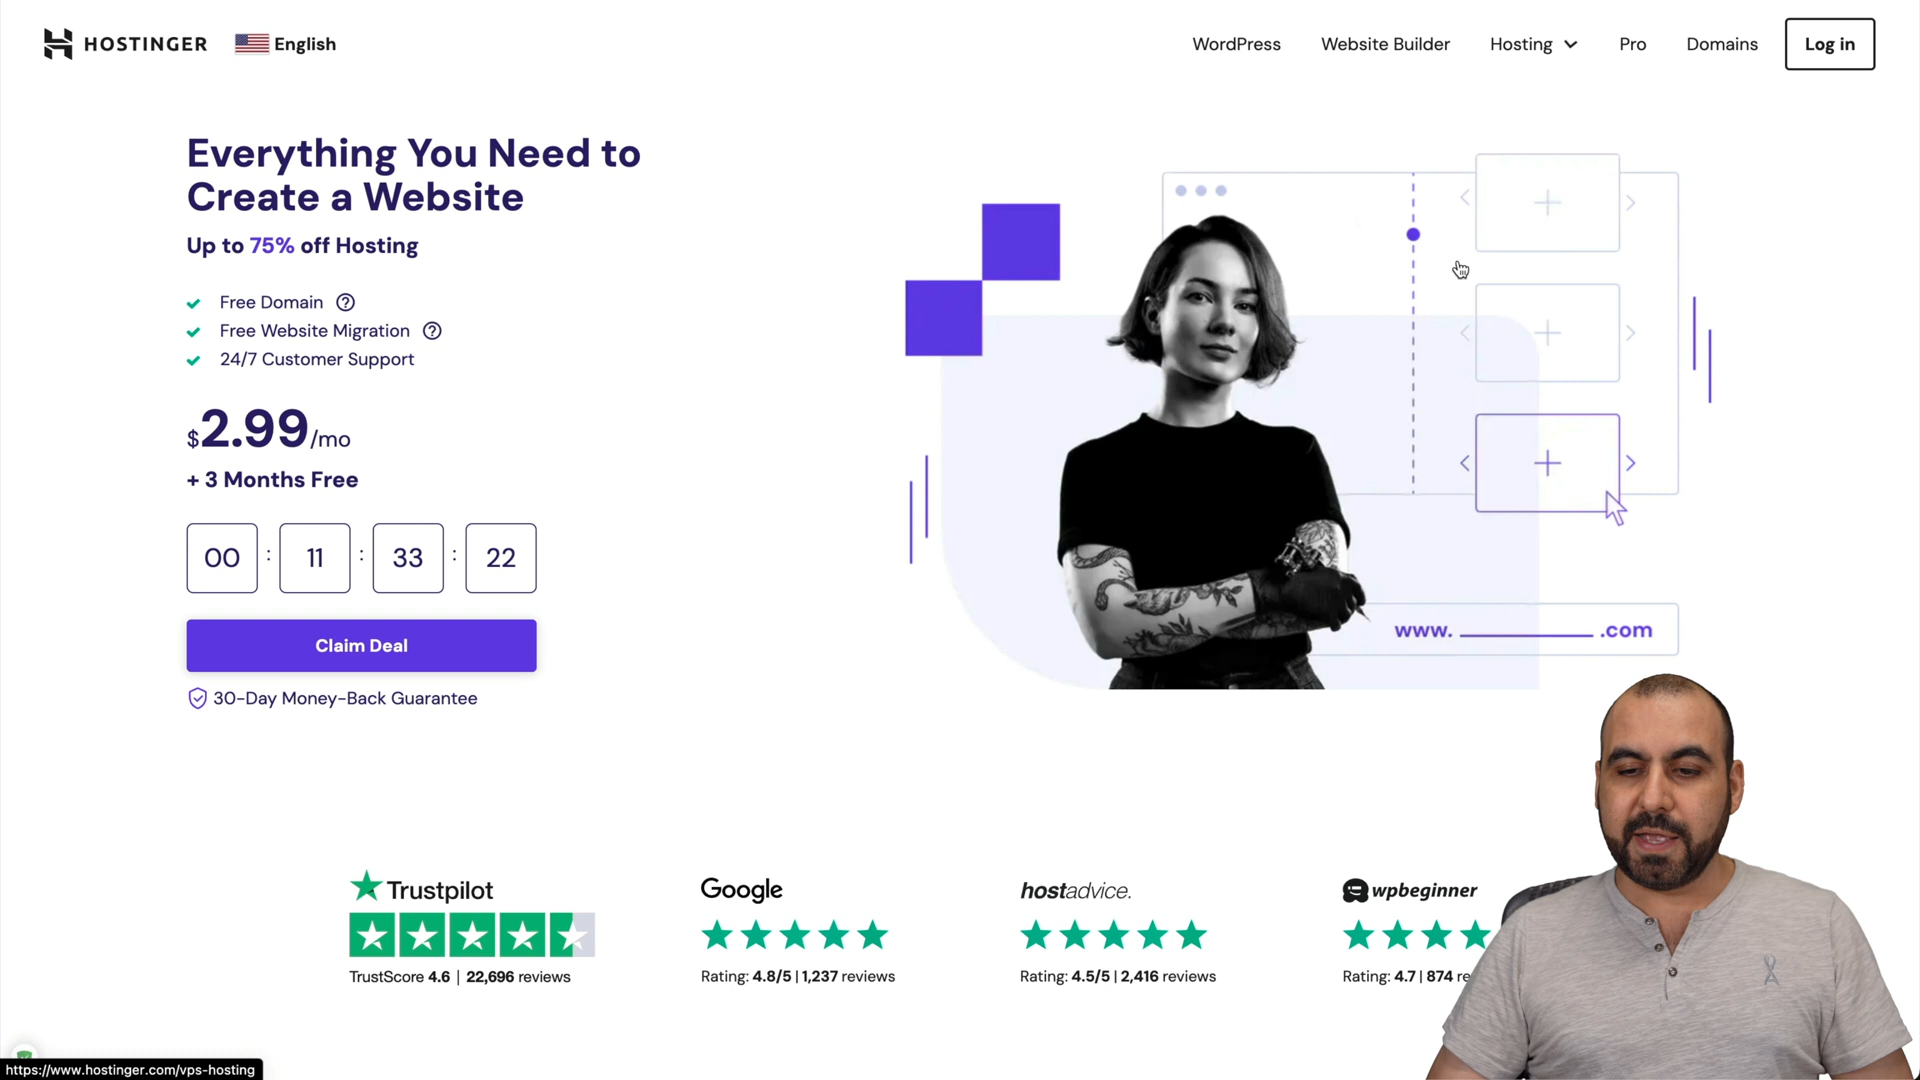 HOSTINGER
English
WordPress
Website Builder
Hosting
Pro
Domains
Log in
Everything You Need to
Create a Website
Up to 75% off Hosting
Free Domain ?
Free Website Migration ?
24/7 Customer Support
$2.99/mo
+ 3 Months Free
00 : 11 : 33 : 22
Claim Deal
30-Day Money-Back Guarantee
www. ____________ .com
Trustpilot
TrustScore 4.6 | 22,696 reviews
Google
Rating: 4.8/5 | 1,237 reviews
hostadvice.
Rating: 4.5/5 | 2,416 reviews
wpbeginner
Rating: 4.7 | 874 re
https://www.hostinger.com/vps-hosting